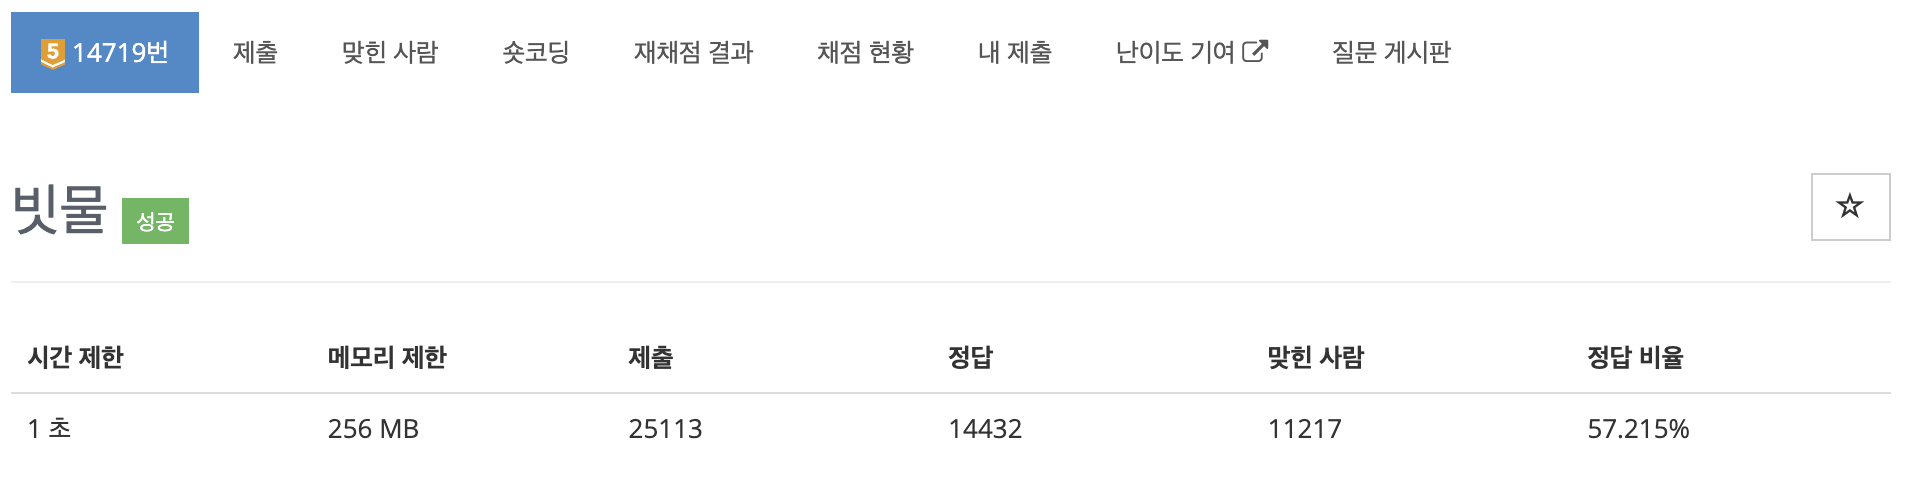 5 14719번 제출 맞힌 사람 숏코딩 재채점 결과 채점 현황 내 제출 난이도 기여 질문 게시판
빗물 성공
시간 제한 메모리 제한 제출 정답 맞힌 사람 정답 비율
1 초 256 MB 25113 14432 11217 57.215%